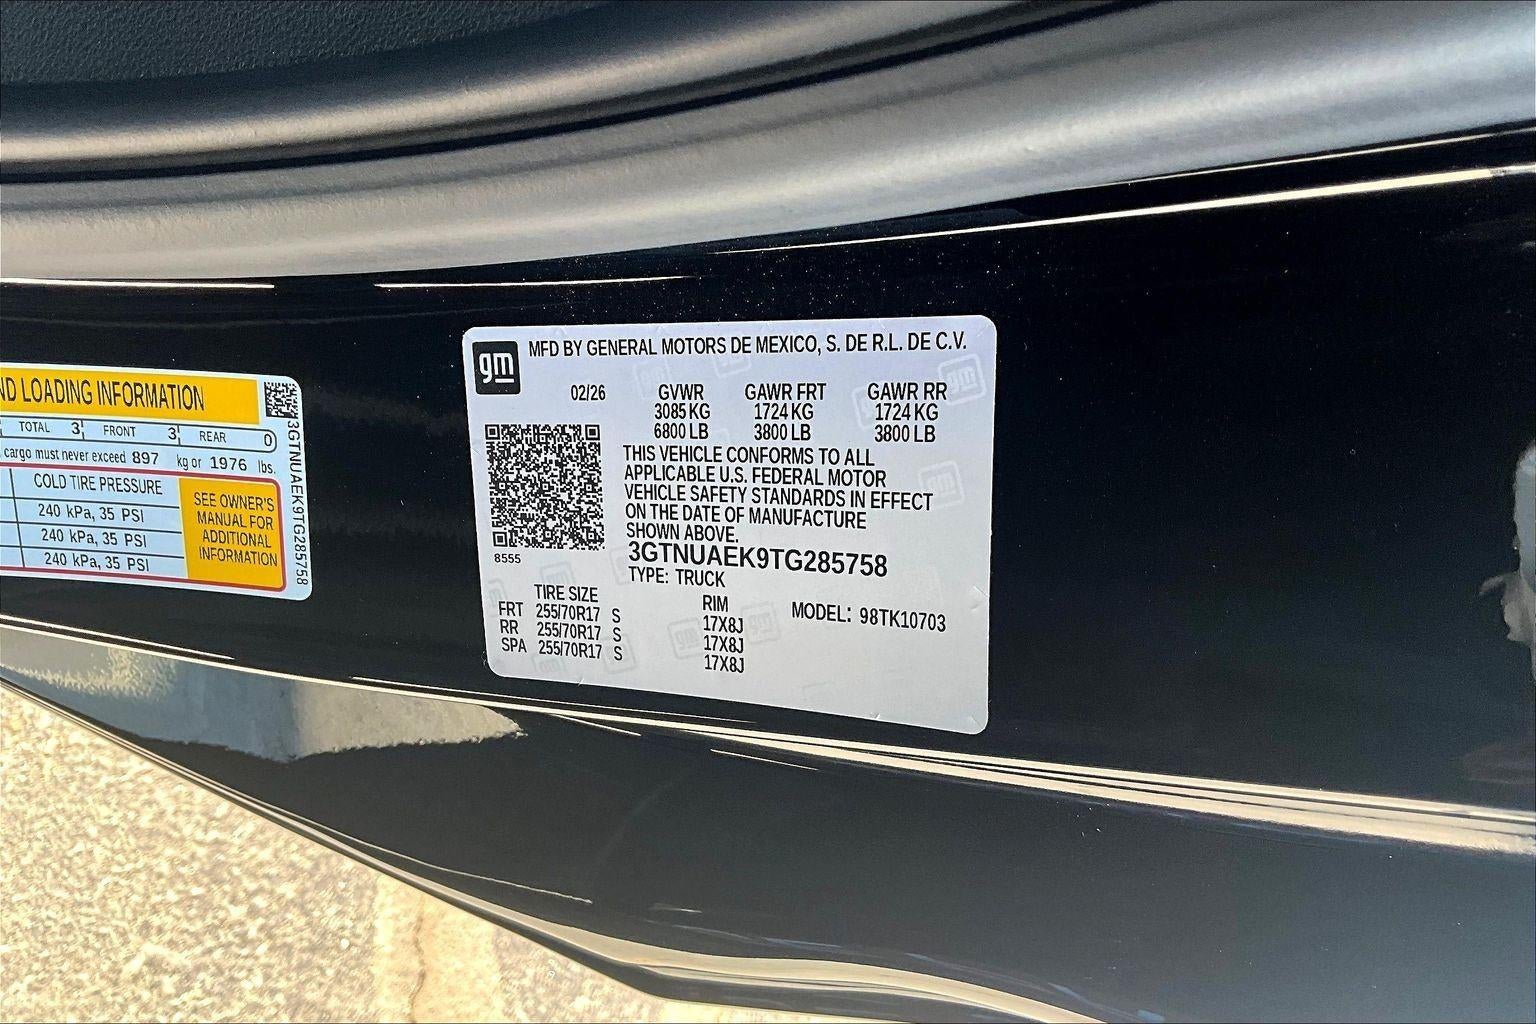 ND LOADING INFORMATION
TOTAL 3 FRONT 3 REAR 0
cargo must never exceed 897 kg or 1976 lbs.
COLD TIRE PRESSURE
240 kPa, 35 PSI
240 kPa, 35 PSI
240 kPa, 35 PSI
SEE OWNER'S
MANUAL FOR
ADDITIONAL
INFORMATION
3GTNUAEK9TG285758
gm MFD BY GENERAL MOTORS DE MEXICO, S. DE R.L. DE C.V.
02/26 GVWR GAWR FRT GAWR RR
3085 KG 1724 KG 1724 KG
6800 LB 3800 LB 3800 LB
THIS VEHICLE CONFORMS TO ALL
APPLICABLE U.S. FEDERAL MOTOR
VEHICLE SAFETY STANDARDS IN EFFECT
ON THE DATE OF MANUFACTURE
SHOWN ABOVE.
8555
3GTNUAEK9TG285758
TYPE: TRUCK
TIRE SIZE RIM MODEL: 98TK10703
FRT 255/70R17 S 17X8J
RR 255/70R17 S 17X8J
SPA 255/70R17 S 17X8J